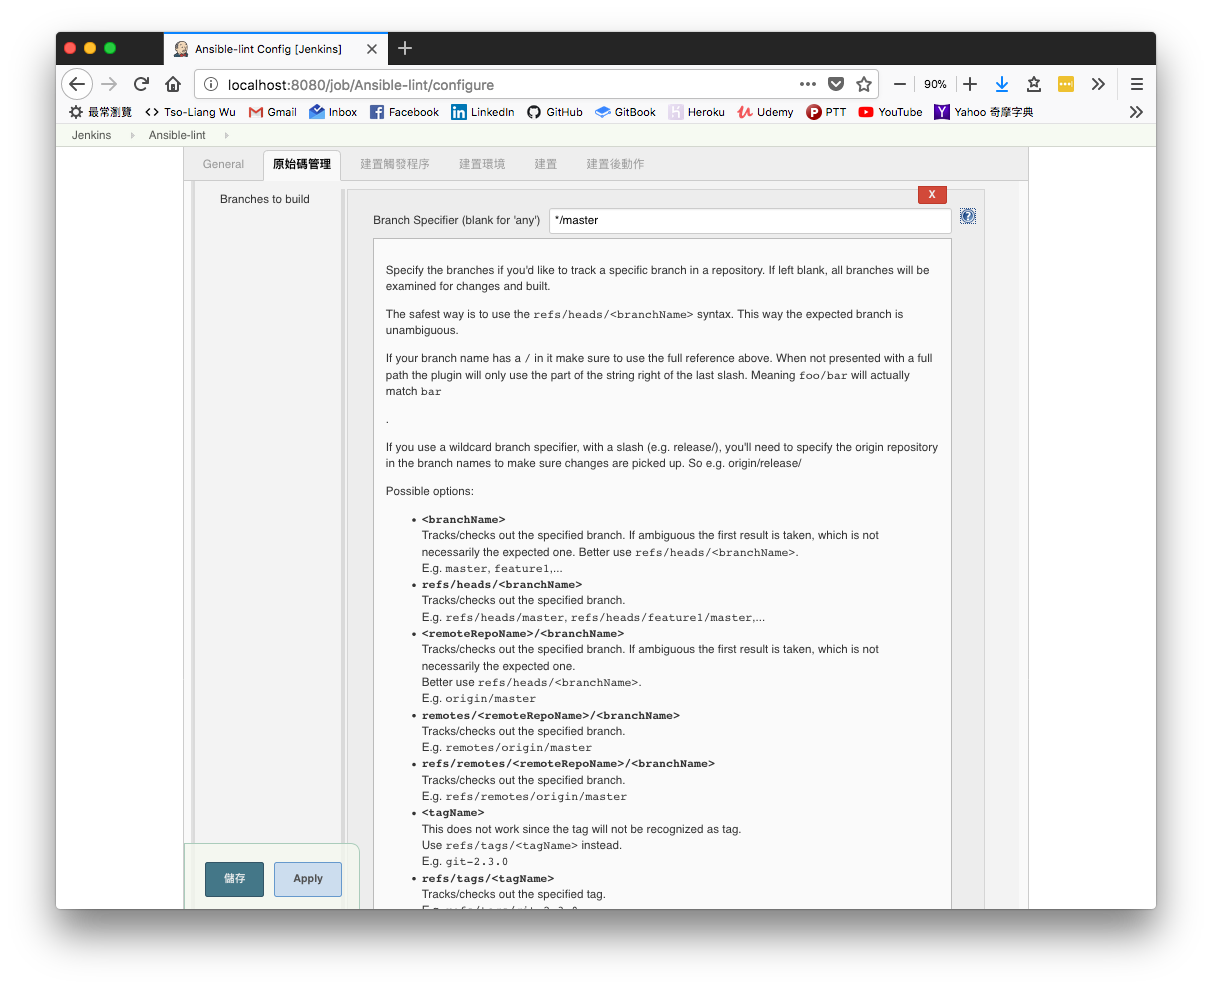 Ansible-lint Config [Jenkins]
localhost:8080/job/Ansible-lint/configure
90%
最常瀏覽 Tso-Liang Wu Gmail Inbox Facebook LinkedIn GitHub GitBook Heroku Udemy PTT YouTube Yahoo 奇摩字典
Jenkins Ansible-lint
General 原始碼管理 建置觸發程序 建置環境 建置 建置後動作
Branches to build
X
Branch Specifier (blank for 'any') */master
Specify the branches if you'd like to track a specific branch in a repository. If left blank, all branches will be
examined for changes and built.
The safest way is to use the refs/heads/<branchName> syntax. This way the expected branch is
unambiguous.
If your branch name has a / in it make sure to use the full reference above. When not presented with a full
path the plugin will only use the part of the string right of the last slash. Meaning foo/bar will actually
match bar
.
If you use a wildcard branch specifier, with a slash (e.g. release/), you'll need to specify the origin repository
in the branch names to make sure changes are picked up. So e.g. origin/release/
Possible options:
• <branchName>
Tracks/checks out the specified branch. If ambiguous the first result is taken, which is not
necessarily the expected one. Better use refs/heads/<branchName>.
E.g. master, feature1,...
• refs/heads/<branchName>
Tracks/checks out the specified branch.
E.g. refs/heads/master, refs/heads/feature1/master,...
• <remoteRepoName>/<branchName>
Tracks/checks out the specified branch. If ambiguous the first result is taken, which is not
necessarily the expected one.
Better use refs/heads/<branchName>.
E.g. origin/master
• remotes/<remoteRepoName>/<branchName>
Tracks/checks out the specified branch.
E.g. remotes/origin/master
• refs/remotes/<remoteRepoName>/<branchName>
Tracks/checks out the specified branch.
E.g. refs/remotes/origin/master
• <tagName>
This does not work since the tag will not be recognized as tag.
Use refs/tags/<tagName> instead.
E.g. git-2.3.0
• refs/tags/<tagName>
Tracks/checks out the specified tag.
E.g. refs/tags/git-2.3.0
儲存 Apply